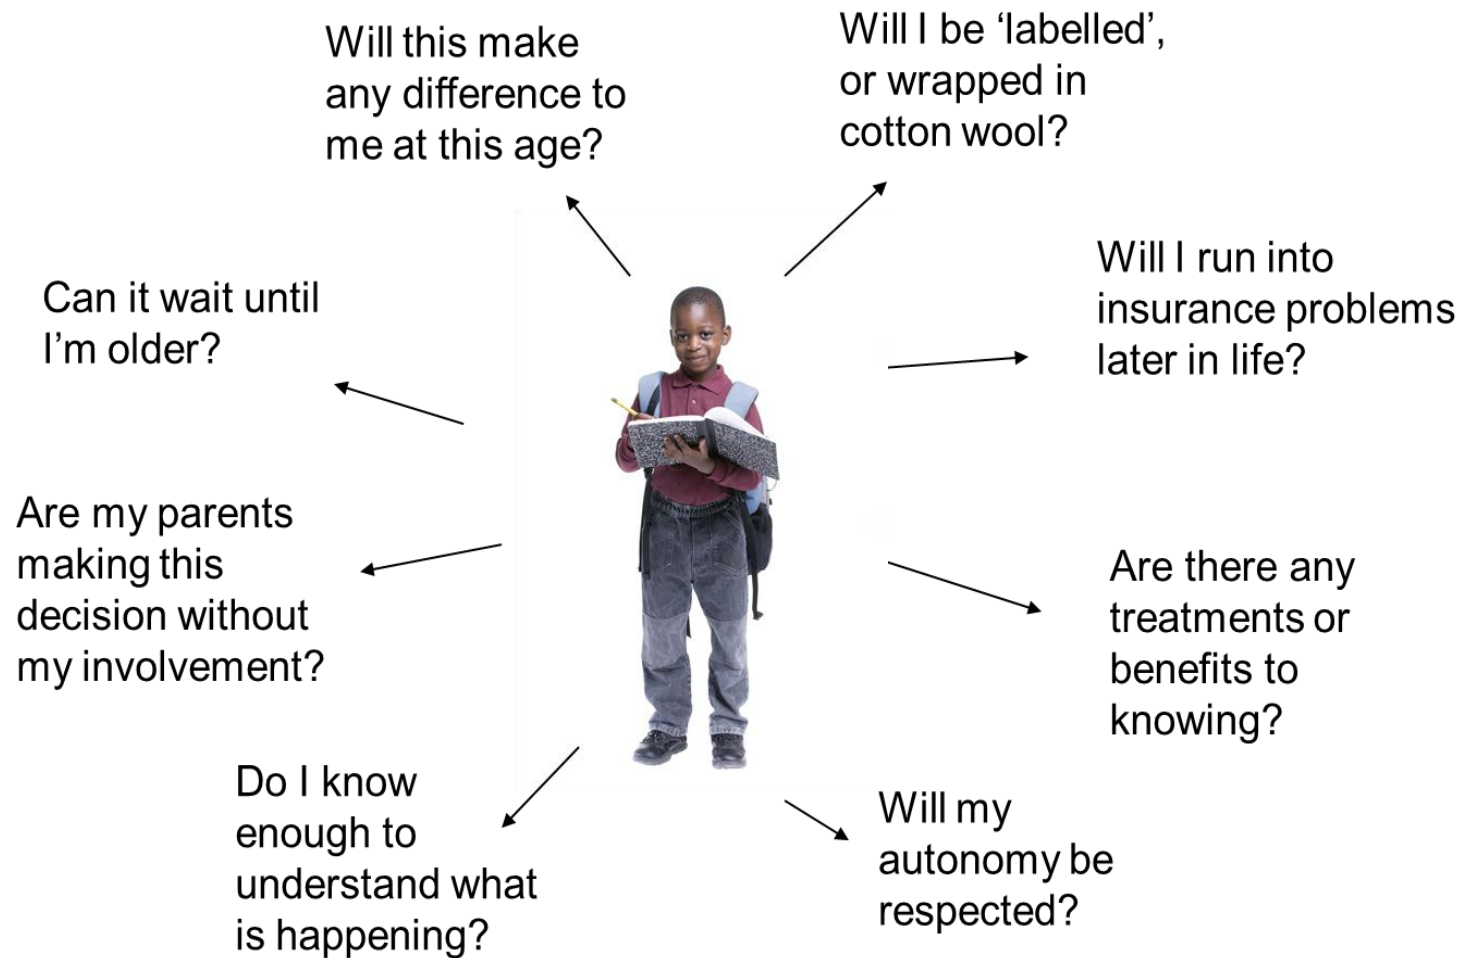 Will this make
any difference to
me at this age?
Will I be ‘labelled’,
or wrapped in
cotton wool?
Will I run into
insurance problems
later in life?
Can it wait until
I’m older?
Are my parents
making this
decision without
my involvement?
Are there any
treatments or
benefits to
knowing?
Do I know
enough to
understand what
is happening?
Will my
autonomy be
respected?